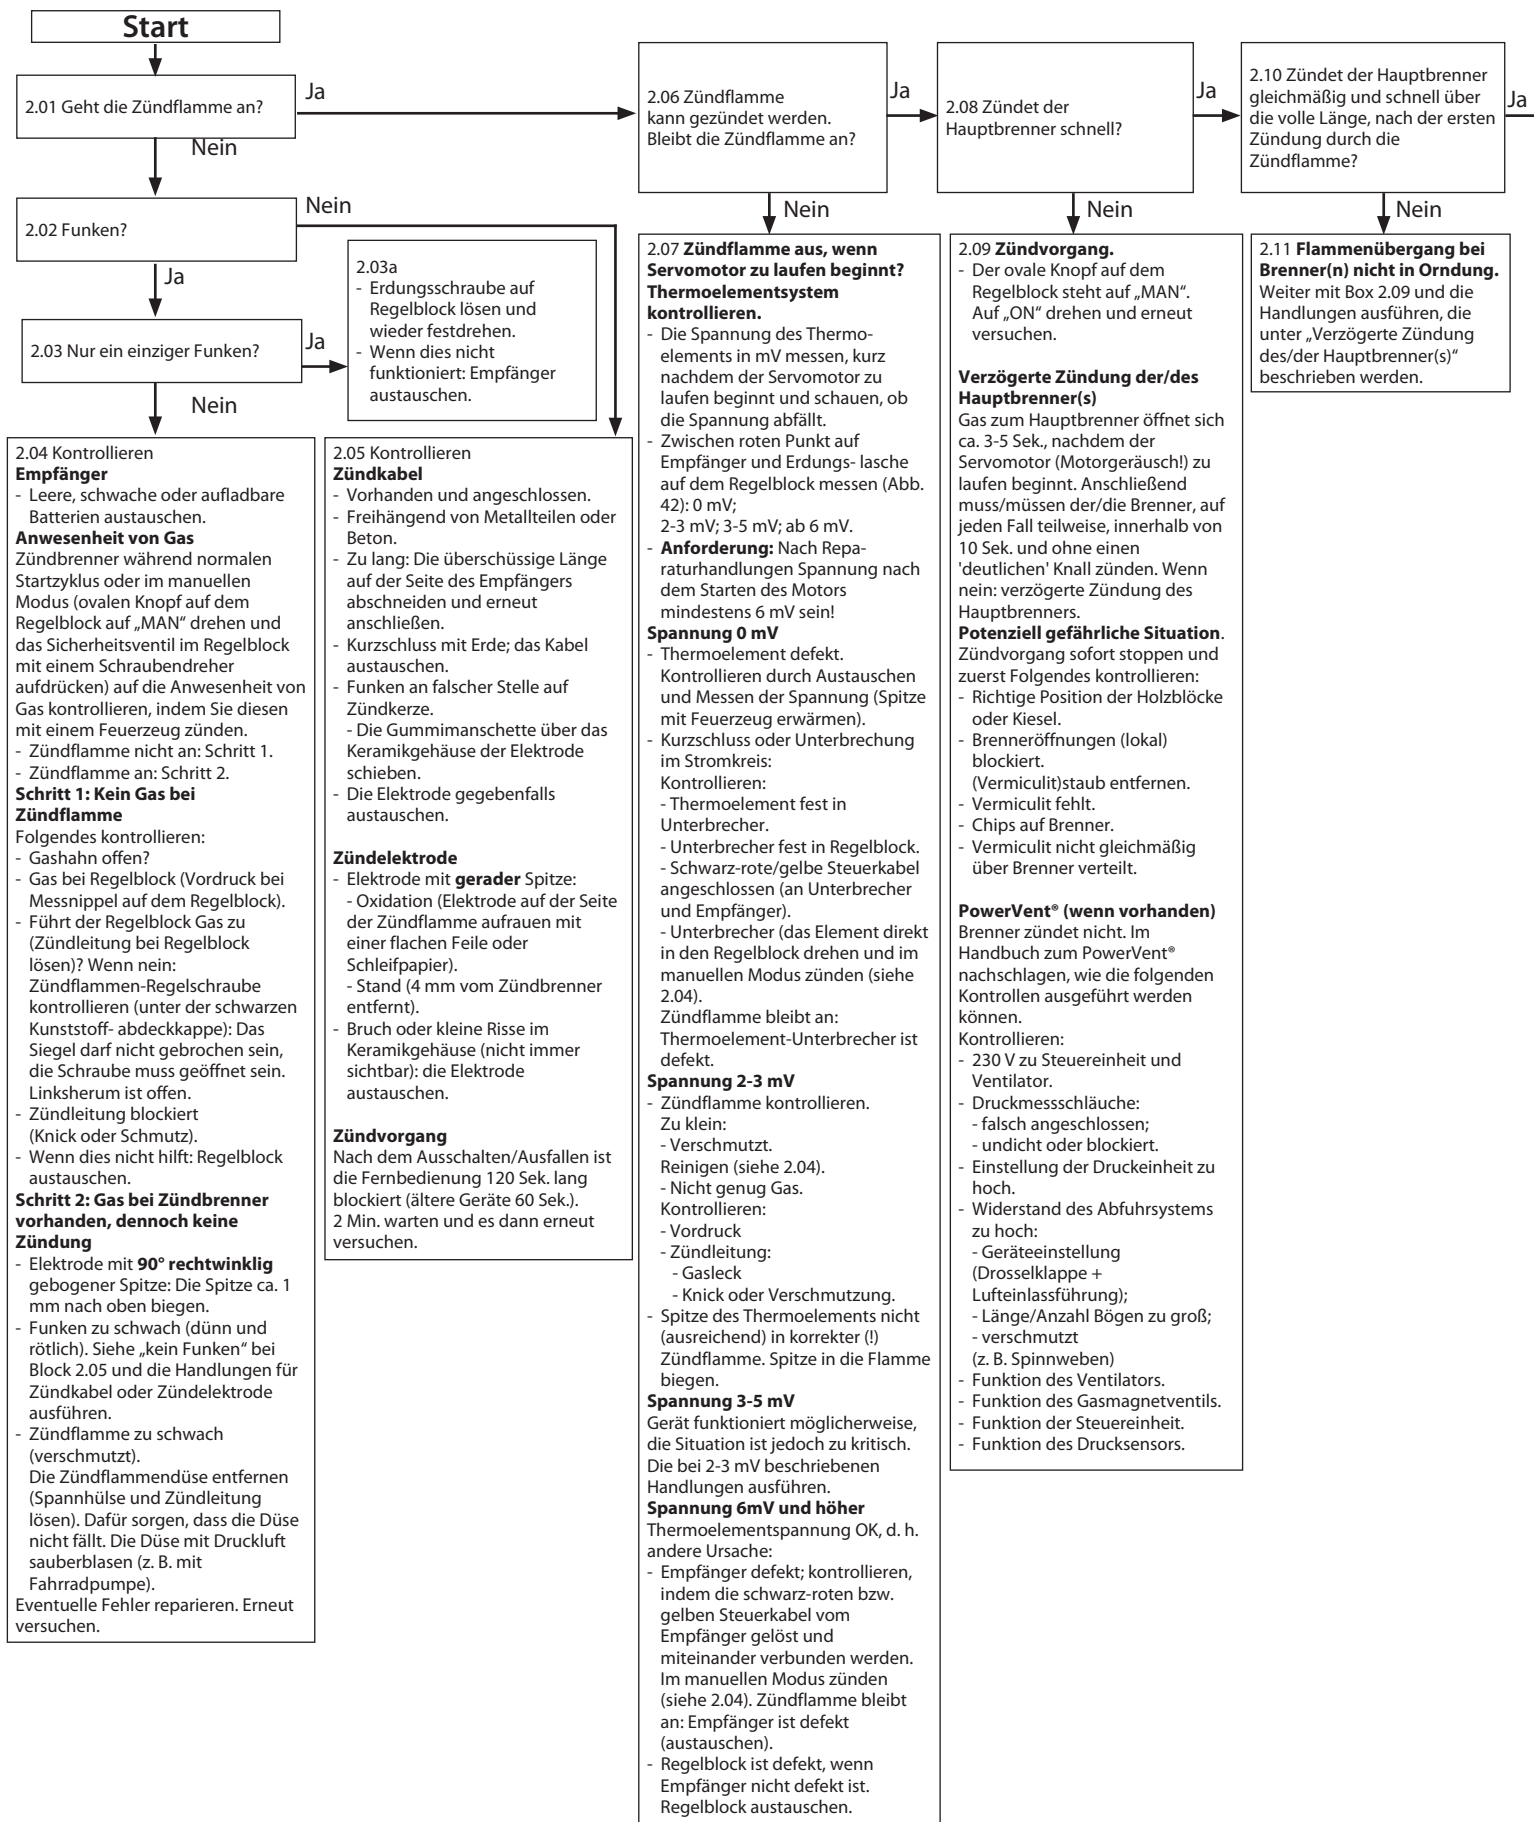 Start
2.01 Geht die Zündflamme an?
Ja
Nein
2.02 Funken?
Nein
Ja
2.03 Nur ein einziger Funken?
Ja
Nein
2.03a
- Erdungsschraube auf
Regelblock lösen und
wieder festdrehen.
- Wenn dies nicht
funktioniert: Empfänger
austauschen.
2.04 Kontrollieren
Empfänger
- Leere, schwache oder aufladbare
Batterien austauschen.
Anwesenheit von Gas
Zündbrenner während normalen
Startzyklus oder im manuellen
Modus (ovalen Knopf auf dem
Regelblock auf „MAN“ drehen und
das Sicherheitsventil im Regelblock
mit einem Schraubendreher
aufdrücken) auf die Anwesenheit von
Gas kontrollieren, indem Sie diesen
mit einem Feuerzeug zünden.
- Zündflamme nicht an: Schritt 1.
- Zündflamme an: Schritt 2.
Schritt 1: Kein Gas bei
Zündflamme
Folgendes kontrollieren:
- Gashahn offen?
- Gas bei Regelblock (Vordruck bei
Messnippel auf dem Regelblock).
- Führt der Regelblock Gas zu
(Zündleitung bei Regelblock
lösen)? Wenn nein:
Zündflammen-Regelschraube
kontrollieren (unter der schwarzen
Kunststoff- abdeckkappe): Das
Siegel darf nicht gebrochen sein,
die Schraube muss geöffnet sein.
Linksherum ist offen.
- Zündleitung blockiert
(Knick oder Schmutz).
- Wenn dies nicht hilft: Regelblock
austauschen.
Schritt 2: Gas bei Zündbrenner
vorhanden, dennoch keine
Zündung
- Elektrode mit 90° rechtwinklig
gebogener Spitze: Die Spitze ca. 1
mm nach oben biegen.
- Funken zu schwach (dünn und
rötlich). Siehe „kein Funken“ bei
Block 2.05 und die Handlungen für
Zündkabel oder Zündelektrode
ausführen.
- Zündflamme zu schwach
(verschmutzt).
Die Zündflammendüse entfernen
(Spannhülse und Zündleitung
lösen). Dafür sorgen, dass die Düse
nicht fällt. Die Düse mit Druckluft
sauberblasen (z. B. mit
Fahrradpumpe).
Eventuelle Fehler reparieren. Erneut
versuchen.
2.05 Kontrollieren
Zündkabel
- Vorhanden und angeschlossen.
- Freihängend von Metallteilen oder
Beton.
- Zu lang: Die überschüssige Länge
auf der Seite des Empfängers
abschneiden und erneut
anschließen.
- Kurzschluss mit Erde; das Kabel
austauschen.
- Funken an falscher Stelle auf
Zündkerze.
- Die Gummimanschette über das
Keramikgehäuse der Elektrode
schieben.
- Die Elektrode gegebenfalls
austauschen.
Zündelektrode
- Elektrode mit gerader Spitze:
- Oxidation (Elektrode auf der Seite
der Zündflamme aufrauen mit
einer flachen Feile oder
Schleifpapier).
- Stand (4 mm vom Zündbrenner
entfernt).
- Bruch oder kleine Risse im
Keramikgehäuse (nicht immer
sichtbar): die Elektrode
austauschen.
Zündvorgang
Nach dem Ausschalten/Ausfallen ist
die Fernbedienung 120 Sek. lang
blockiert (ältere Geräte 60 Sek.).
2 Min. warten und es dann erneut
versuchen.
2.06 Zündflamme
kann gezündet werden.
Bleibt die Zündflamme an?
Ja
Nein
2.07 Zündflamme aus, wenn
Servomotor zu laufen beginnt?
Thermoelementsystem
kontrollieren.
- Die Spannung des Thermo-
elements in mV messen, kurz
nachdem der Servomotor zu
laufen beginnt und schauen, ob
die Spannung abfällt.
- Zwischen roten Punkt auf
Empfänger und Erdungs- lasche
auf dem Regelblock messen (Abb.
42): 0 mV;
2-3 mV; 3-5 mV; ab 6 mV.
- Anforderung: Nach Repa-
raturhandlungen Spannung nach
dem Starten des Motors
mindestens 6 mV sein!
Spannung 0 mV
- Thermoelement defekt.
Kontrollieren durch Austauschen
und Messen der Spannung (Spitze
mit Feuerzeug erwärmen).
- Kurzschluss oder Unterbrechung
im Stromkreis:
Kontrollieren:
- Thermoelement fest in
Unterbrecher.
- Unterbrecher fest in Regelblock.
- Schwarz-rote/gelbe Steuerkabel
angeschlossen (an Unterbrecher
und Empfänger).
- Unterbrecher (das Element direkt
in den Regelblock drehen und im
manuellen Modus zünden (siehe
2.04).
Zündflamme bleibt an:
Thermoelement-Unterbrecher ist
defekt.
Spannung 2-3 mV
- Zündflamme kontrollieren.
Zu klein:
- Verschmutzt.
Reinigen (siehe 2.04).
- Nicht genug Gas.
Kontrollieren:
- Vordruck
- Zündleitung:
- Gasleck
- Knick oder Verschmutzung.
- Spitze des Thermoelements nicht
(ausreichend) in korrekter (!)
Zündflamme. Spitze in die Flamme
biegen.
Spannung 3-5 mV
Gerät funktioniert möglicherweise,
die Situation ist jedoch zu kritisch.
Die bei 2-3 mV beschriebenen
Handlungen ausführen.
Spannung 6mV und höher
Thermoelementspannung OK, d. h.
andere Ursache:
- Empfänger defekt; kontrollieren,
indem die schwarz-roten bzw.
gelben Steuerkabel vom
Empfänger gelöst und
miteinander verbunden werden.
Im manuellen Modus zünden
(siehe 2.04). Zündflamme bleibt
an: Empfänger ist defekt
(austauschen).
- Regelblock ist defekt, wenn
Empfänger nicht defekt ist.
Regelblock austauschen.
2.08 Zündet der
Hauptbrenner schnell?
Ja
Nein
2.09 Zündvorgang.
- Der ovale Knopf auf dem
Regelblock steht auf „MAN“.
Auf „ON“ drehen und erneut
versuchen.
Verzögerte Zündung der/des
Hauptbrenner(s)
Gas zum Hauptbrenner öffnet sich
ca. 3-5 Sek., nachdem der
Servomotor (Motorgeräusch!) zu
laufen beginnt. Anschließend
muss/müssen der/die Brenner, auf
jeden Fall teilweise, innerhalb von
10 Sek. und ohne einen
'deutlichen' Knall zünden. Wenn
nein: verzögerte Zündung des
Hauptbrenners.
Potenziell gefährliche Situation.
Zündvorgang sofort stoppen und
zuerst Folgendes kontrollieren:
- Richtige Position der Holzblöcke
oder Kiesel.
- Brenneröffnungen (lokal)
blockiert.
(Vermiculit)staub entfernen.
- Vermiculit fehlt.
- Chips auf Brenner.
- Vermiculit nicht gleichmäßig
über Brenner verteilt.
PowerVent® (wenn vorhanden)
Brenner zündet nicht. Im
Handbuch zum PowerVent®
nachschlagen, wie die folgenden
Kontrollen ausgeführt werden
können.
Kontrollieren:
- 230 V zu Steuereinheit und
Ventilator.
- Druckmessschläuche:
- falsch angeschlossen;
- undicht oder blockiert.
- Einstellung der Druckeinheit zu
hoch.
- Widerstand des Abfuhrsystems
zu hoch:
- Geräteeinstellung
(Drosselklappe +
Lufteinlassführung);
- Länge/Anzahl Bögen zu groß;
- verschmutzt
(z. B. Spinnweben)
- Funktion des Ventilators.
- Funktion des Gasmagnetventils.
- Funktion der Steuereinheit.
- Funktion des Drucksensors.
2.10 Zündet der Hauptbrenner
gleichmäßig und schnell über
die volle Länge, nach der ersten
Zündung durch die
Zündflamme?
Ja
Nein
2.11 Flammenübergang bei
Brenner(n) nicht in Orndung.
Weiter mit Box 2.09 und die
Handlungen ausführen, die
unter „Verzögerte Zündung
des/der Hauptbrenner(s)“
beschrieben werden.